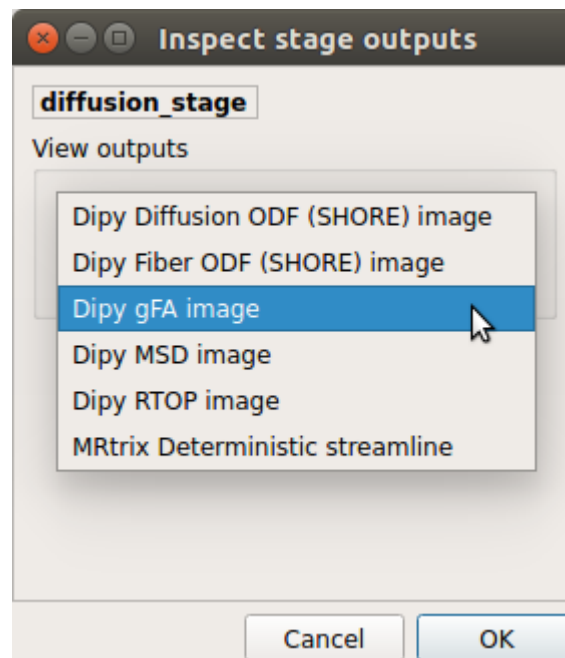 Inspect stage outputs
diffusion_stage
View outputs
Dipy Diffusion ODF (SHORE) image
Dipy Fiber ODF (SHORE) image
Dipy gFA image
Dipy MSD image
Dipy RTOP image
MRtrix Deterministic streamline
Cancel
OK